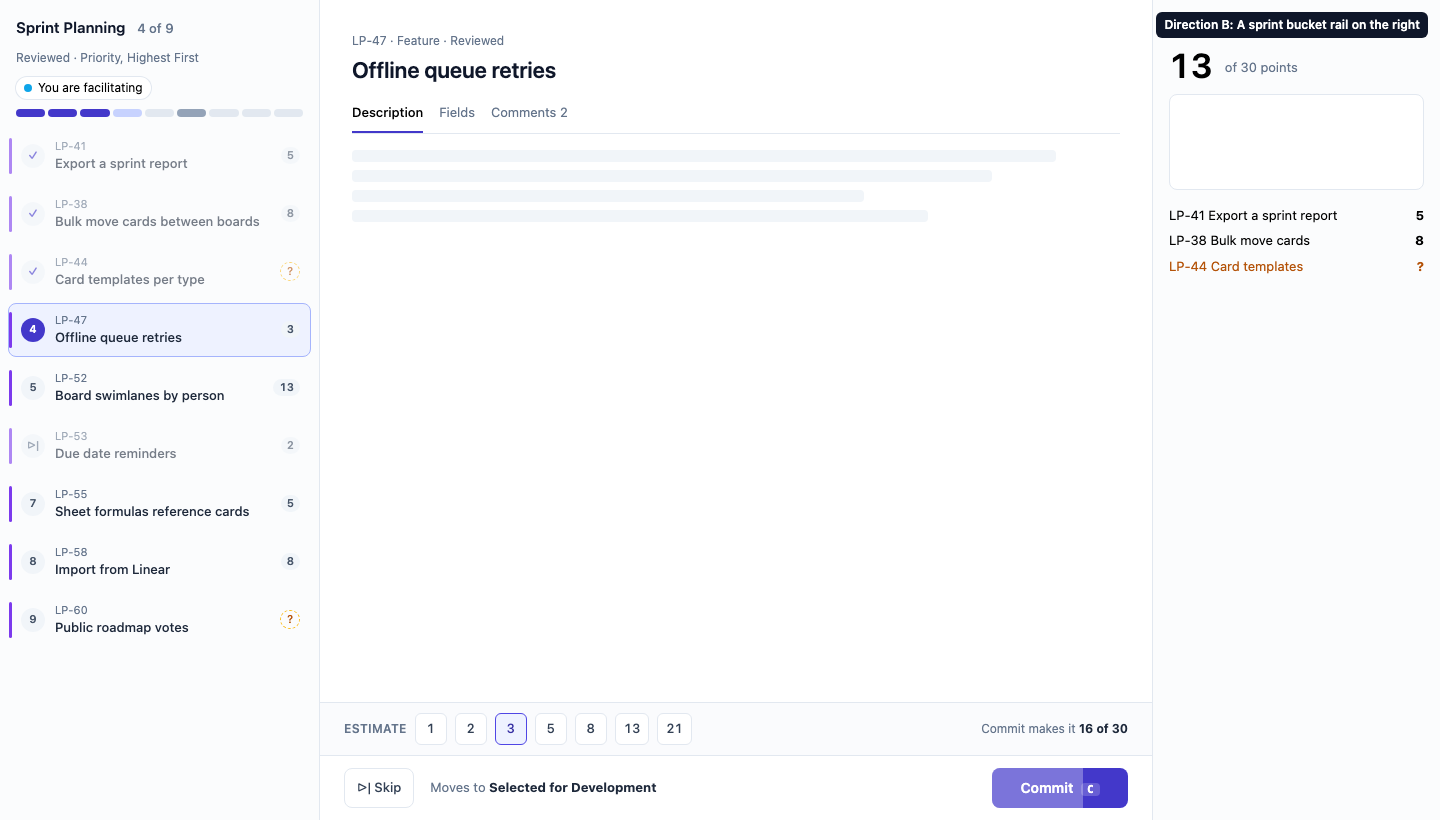 Sprint Planning 4 of 9
Reviewed · Priority, Highest First
You are facilitating
LP-41
Export a sprint report 5
LP-38
Bulk move cards between boards 8
LP-44
Card templates per type ?
4 LP-47
Offline queue retries 3
5 LP-52
Board swimlanes by person 13
LP-53
Due date reminders 2
7 LP-55
Sheet formulas reference cards 5
8 LP-58
Import from Linear 8
9 LP-60
Public roadmap votes ?
LP-47 · Feature · Reviewed
Offline queue retries
Description Fields Comments 2
ESTIMATE 1 2 3 5 8 13 21 Commit makes it 16 of 30
Skip Moves to Selected for Development Commit C
Direction B: A sprint bucket rail on the right
13 of 30 points
LP-41 Export a sprint report 5
LP-38 Bulk move cards 8
LP-44 Card templates ?